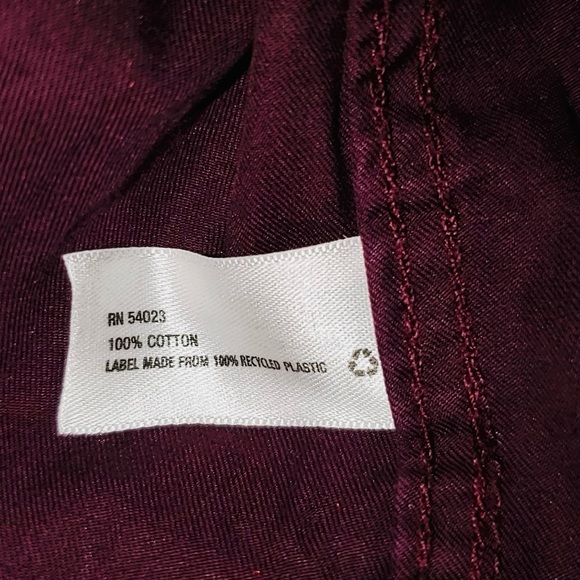 RN 54023
100% COTTON
LABEL MADE FROM 100% RECYCLED PLASTIC